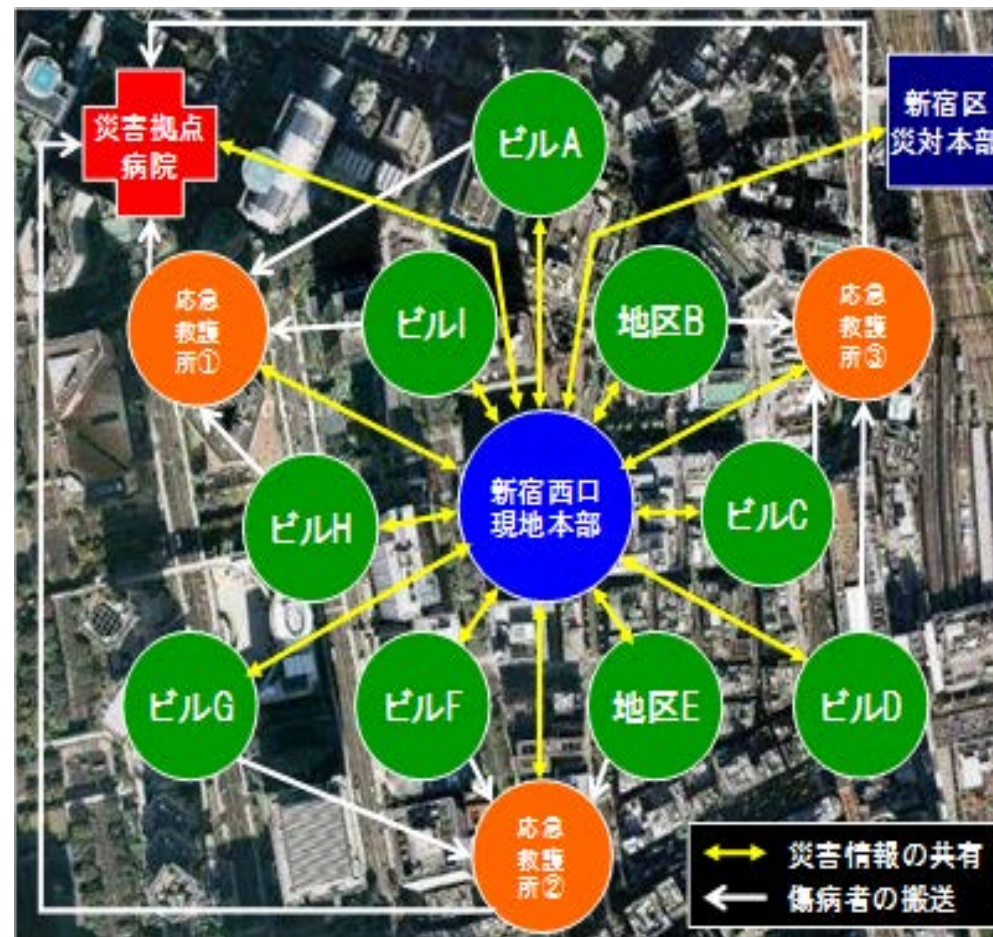 災害拠点
病院
ビルA
新宿区
災対本部
応急
救護
所①
ビルI
地区B
応急
救護
所③
新宿西口
現地本部
ビルH
ビルC
ビルG
ビルF
地区E
ビルD
応急
救護
所②
災害情報の共有
傷病者の搬送